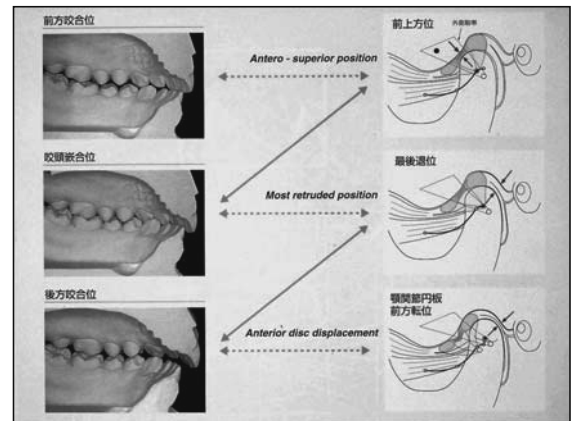 前方咬合位
Antero - superior position
前上方位
咬頭嵌合位
Most retruded position
最後退位
後方咬合位
Anterior disc displacement
顎関節円板
前方転位